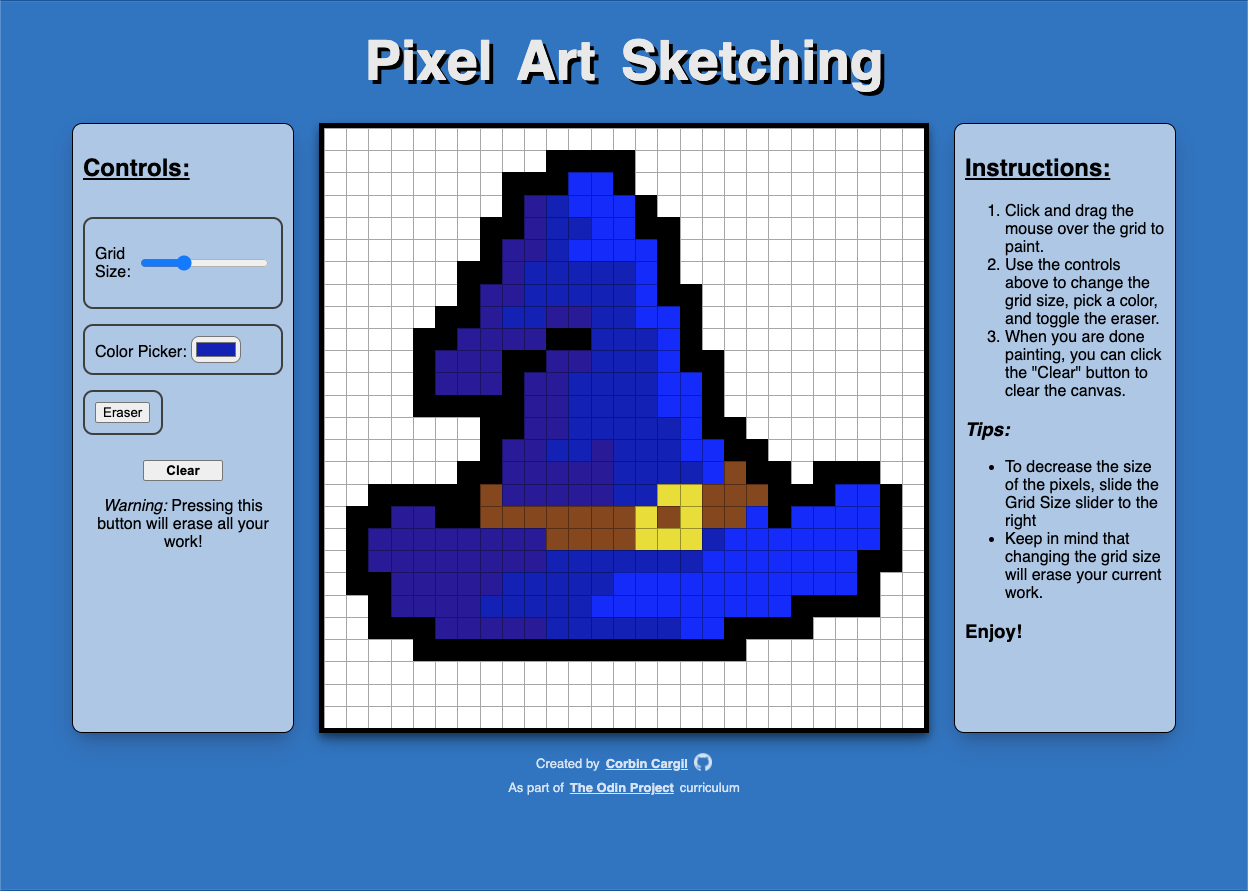 Pixel Art Sketching
Controls:
Grid
Size:
Color Picker:
Eraser
Clear
Warning: Pressing this
button will erase all your
work!
Instructions:
1. Click and drag the
mouse over the grid to
paint.
2. Use the controls
above to change the
grid size, pick a color,
and toggle the eraser.
3. When you are done
painting, you can click
the "Clear" button to
clear the canvas.
Tips:
• To decrease the size
of the pixels, slide the
Grid Size slider to the
right
• Keep in mind that
changing the grid size
will erase your current
work.
Enjoy!
Created by Corbin Cargil
As part of The Odin Project curriculum